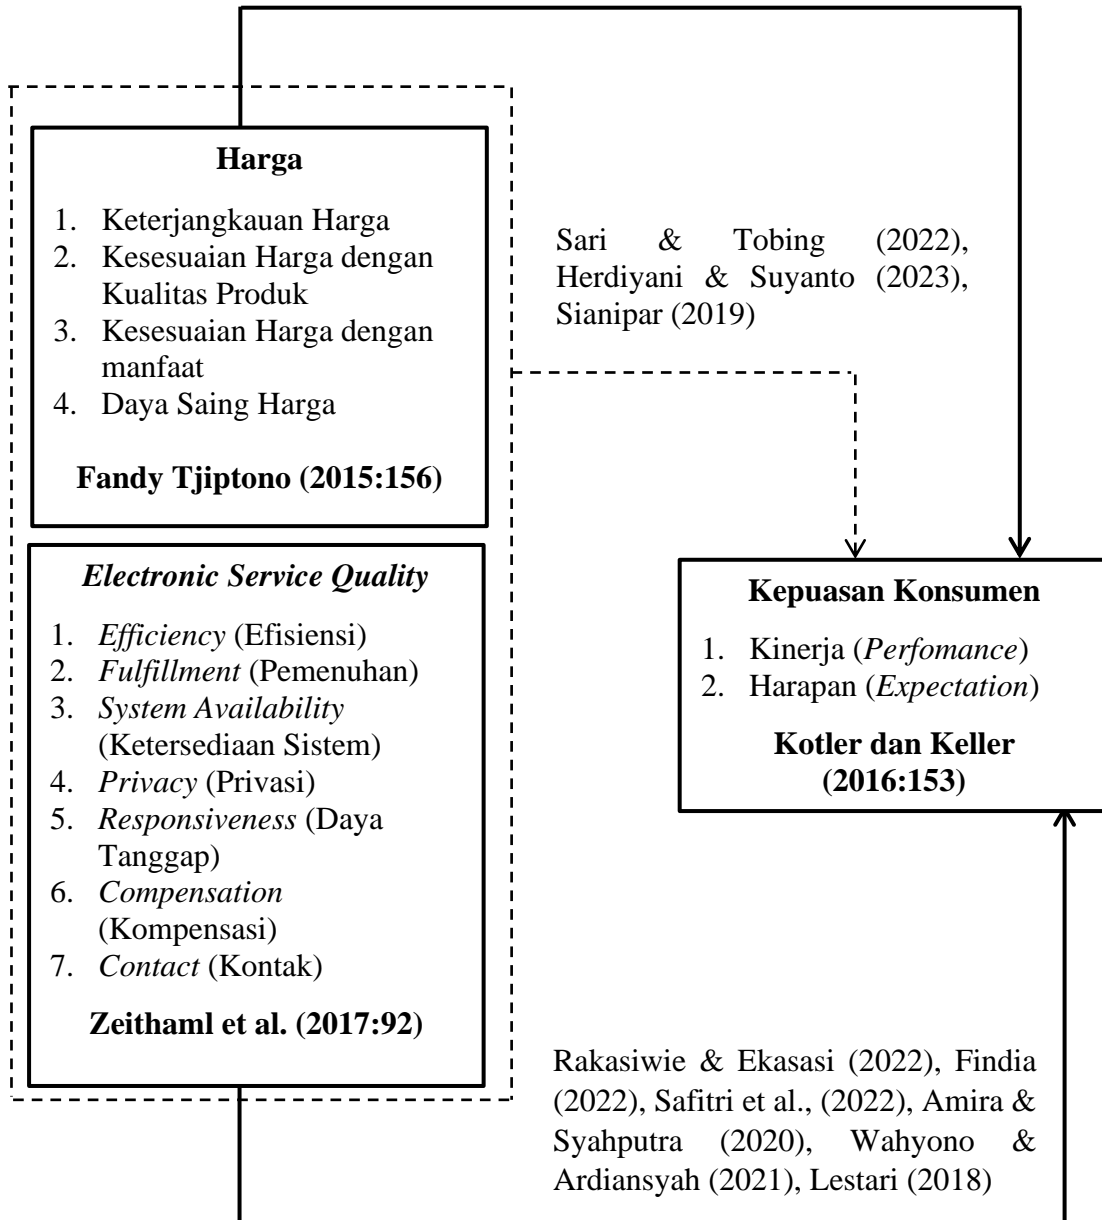 Harga
1. Keterjangkauan Harga
2. Kesesuaian Harga dengan
Kualitas Produk
3. Kesesuaian Harga dengan
manfaat
4. Daya Saing Harga
Fandy Tjiptono (2015:156)
Sari & Tobing (2022),
Herdiyani & Suyanto (2023),
Sianipar (2019)
Electronic Service Quality
1. Efficiency (Efisiensi)
2. Fulfillment (Pemenuhan)
3. System Availability
(Ketersediaan Sistem)
4. Privacy (Privasi)
5. Responsiveness (Daya
Tanggap)
6. Compensation
(Kompensasi)
7. Contact (Kontak)
Zeithaml et al. (2017:92)
Kepuasan Konsumen
1. Kinerja (Perfomance)
2. Harapan (Expectation)
Kotler dan Keller
(2016:153)
Rakasiwie & Ekasasi (2022), Findia
(2022), Safitri et al., (2022), Amira &
Syahputra (2020), Wahyono &
Ardiansyah (2021), Lestari (2018)